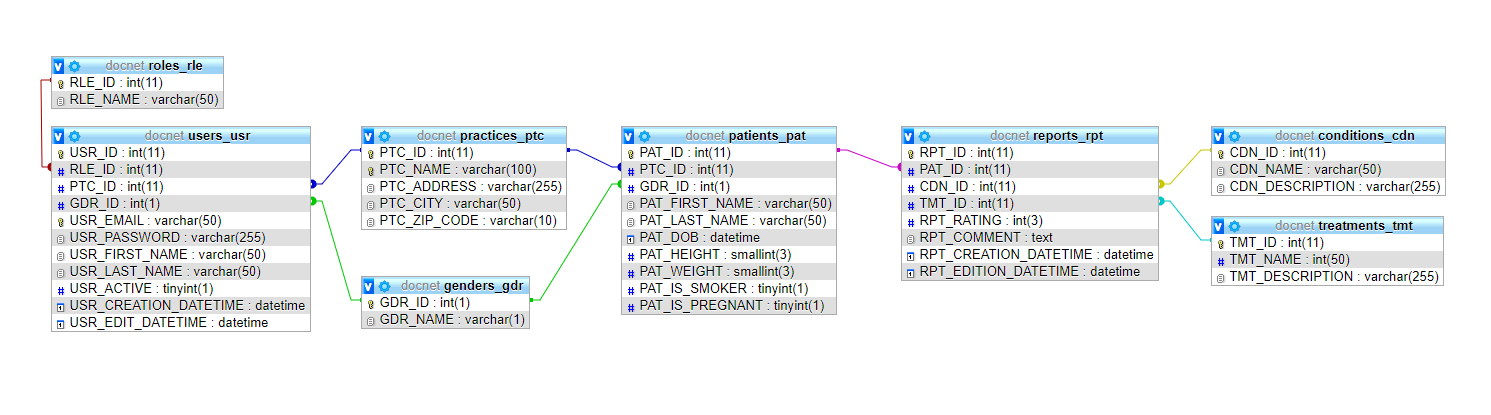 docnet roles_rle
RLE_ID : int(11)
RLE_NAME : varchar(50)
docnet users_usr
USR_ID : int(11)
RLE_ID : int(11)
PTC_ID : int(11)
GDR_ID : int(1)
USR_EMAIL : varchar(50)
USR_PASSWORD : varchar(255)
USR_FIRST_NAME : varchar(50)
USR_LAST_NAME : varchar(50)
USR_ACTIVE : tinyint(1)
USR_CREATION_DATETIME : datetime
USR_EDIT_DATETIME : datetime
docnet practices_ptc
PTC_ID : int(11)
PTC_NAME : varchar(100)
PTC_ADDRESS : varchar(255)
PTC_CITY : varchar(50)
PTC_ZIP_CODE : varchar(10)
docnet genders_gdr
GDR_ID : int(1)
GDR_NAME : varchar(1)
docnet patients_pat
PAT_ID : int(11)
PTC_ID : int(11)
GDR_ID : int(1)
PAT_FIRST_NAME : varchar(50)
PAT_LAST_NAME : varchar(50)
PAT_DOB : datetime
PAT_HEIGHT : smallint(3)
PAT_WEIGHT : smallint(3)
PAT_IS_SMOKER : tinyint(1)
PAT_IS_PREGNANT : tinyint(1)
docnet reports_rpt
RPT_ID : int(11)
PAT_ID : int(11)
CDN_ID : int(11)
TMT_ID : int(11)
RPT_RATING : int(3)
RPT_COMMENT : text
RPT_CREATION_DATETIME : datetime
RPT_EDITION_DATETIME : datetime
docnet conditions_cdn
CDN_ID : int(11)
CDN_NAME : varchar(50)
CDN_DESCRIPTION : varchar(255)
docnet treatments_tmt
TMT_ID : int(11)
TMT_NAME : int(50)
TMT_DESCRIPTION : varchar(255)